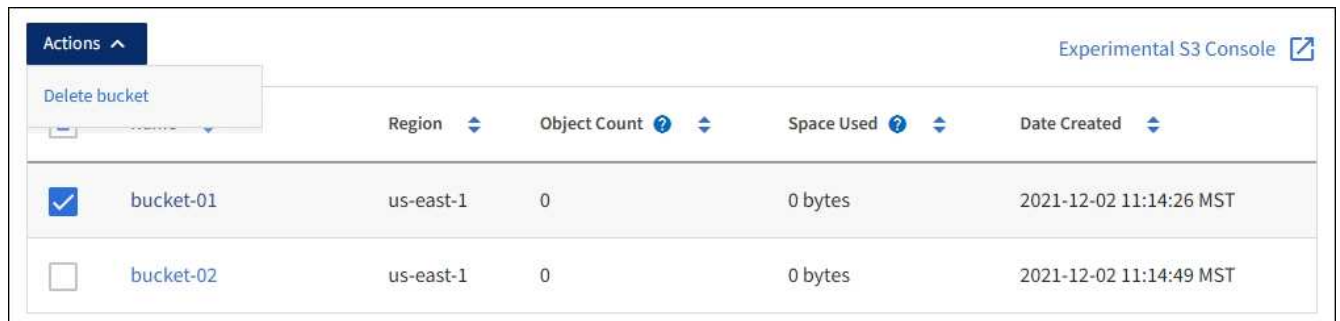 Actions
Experimental S3 Console
Delete bucket
Region Object Count ? Space Used ? Date Created
bucket-01 us-east-1 0 0 bytes 2021-12-02 11:14:26 MST
bucket-02 us-east-1 0 0 bytes 2021-12-02 11:14:49 MST